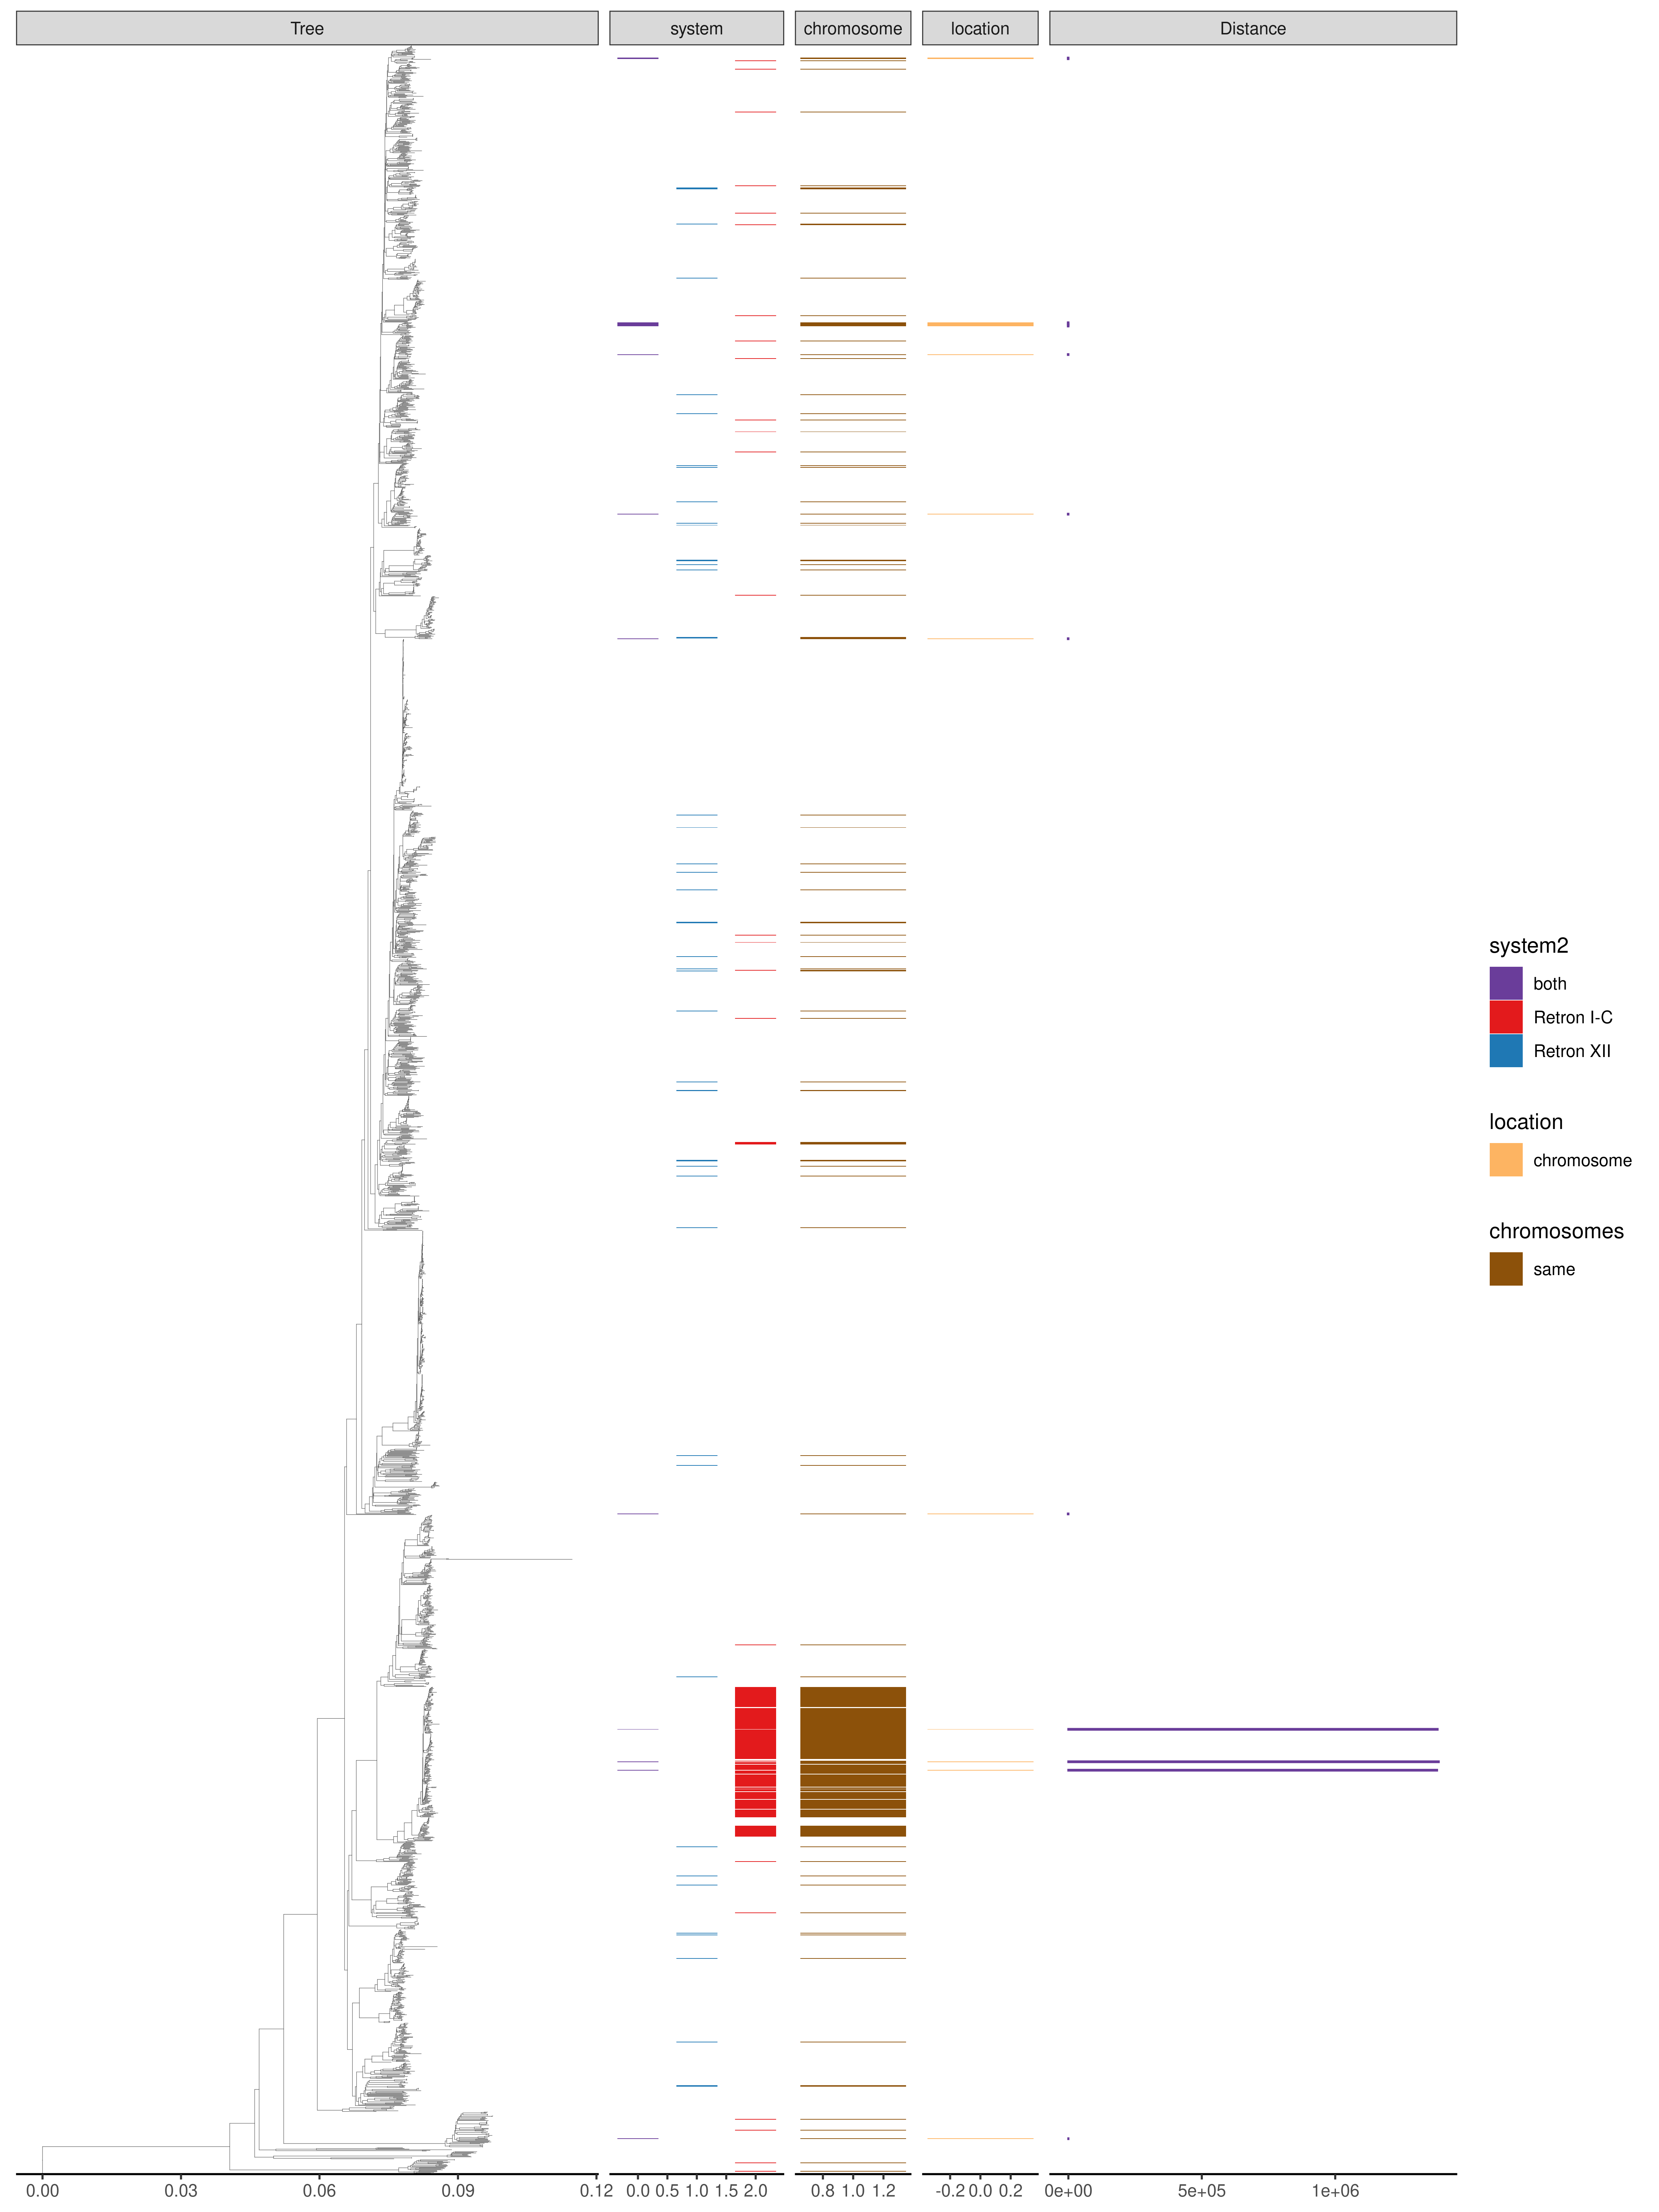 Tree system chromosome location Distance
system2
both
Retron I-C
Retron XII
location
chromosome
chromosomes
same
0.00 0.03 0.06 0.09 0.12 0.0 0.5 1.0 1.5 2.0 0.8 1.0 1.2 -0.2 0.0 0.2 0e+00 5e+05 1e+06